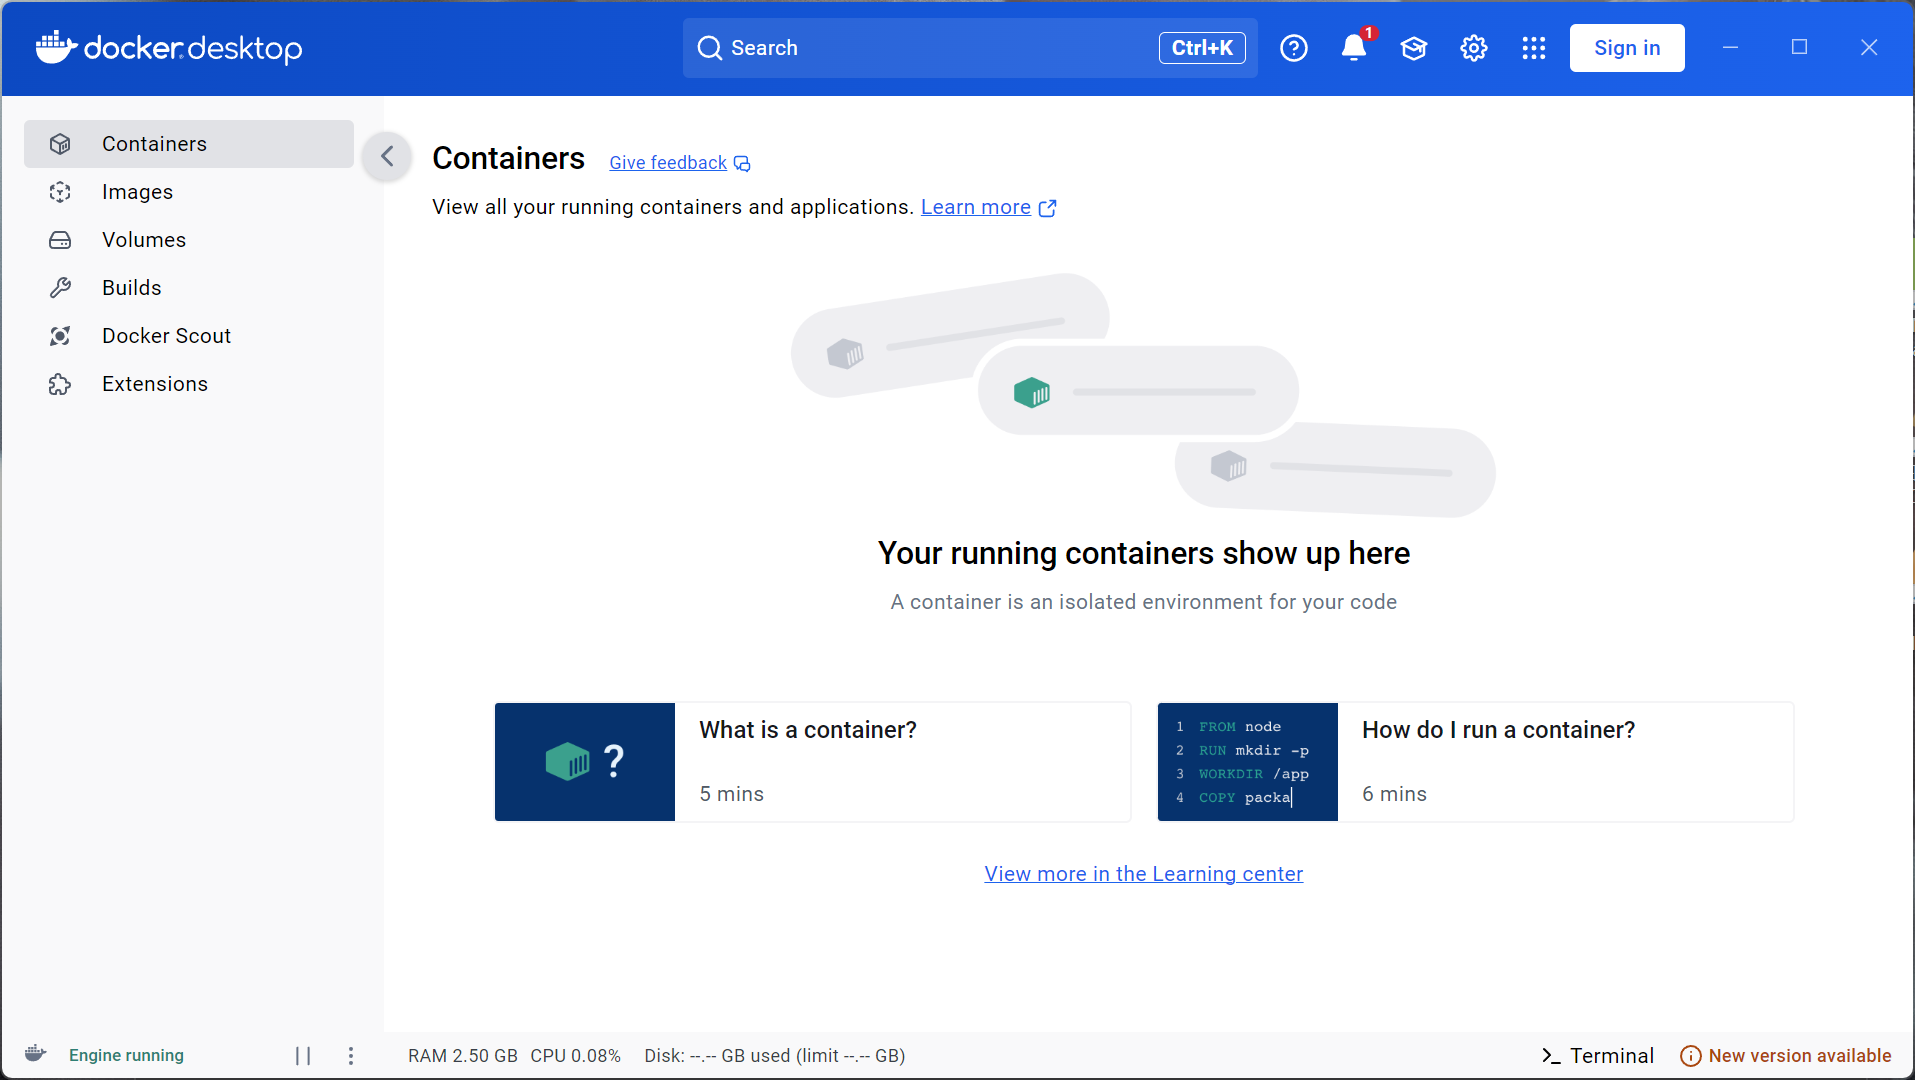 docker desktop
Search
Ctrl+K
1
Sign in
Containers
Images
Volumes
Builds
Docker Scout
Extensions
Containers
Give feedback
View all your running containers and applications. Learn more
Your running containers show up here
A container is an isolated environment for your code
?
What is a container?
5 mins
1 FROM node
2 RUN mkdir -p
3 WORKDIR /app
4 COPY packa
How do I run a container?
6 mins
View more in the Learning center
Engine running
RAM 2.50 GB CPU 0.08% Disk: --.-- GB used (limit --.-- GB)
Terminal
New version available